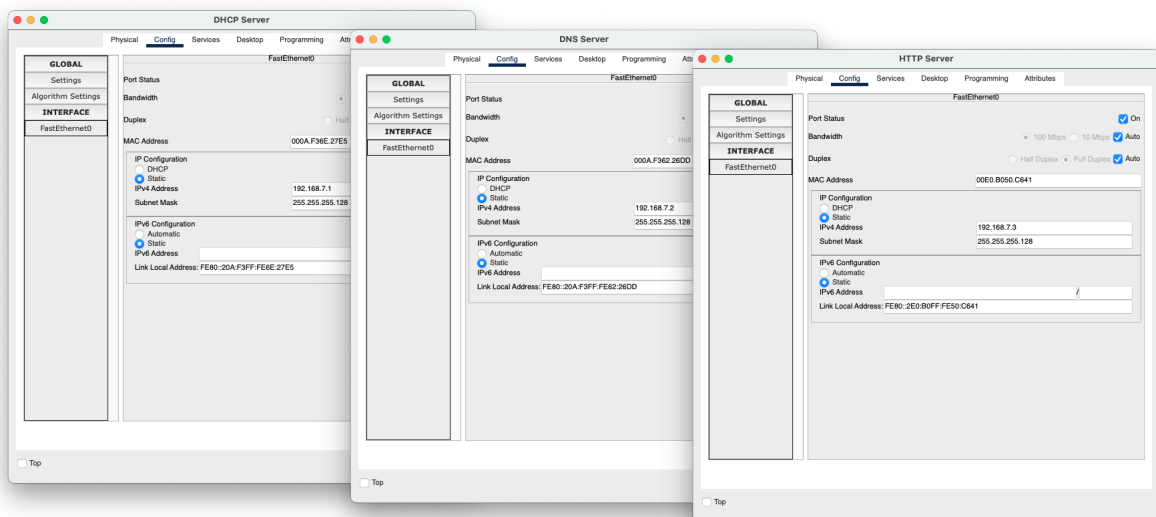 DHCP Server
Physical Config Services Desktop Programming
FastEthernet0
GLOBAL
Settings
Algorithm Settings
INTERFACE
FastEthernet0
Port Status
Bandwidth
Duplex Half
MAC Address 000A.F36E.27E5
IP Configuration
DHCP
Static
IPv4 Address 192.168.7.1
Subnet Mask 255.255.255.128
IPv6 Configuration
Automatic
Static
IPv6 Address
Link Local Address: FE80::20A:F3FF:FE6E:27E5
Top
DNS Server
Physical Config Services Desktop Programming
FastEthernet0
GLOBAL
Settings
Algorithm Settings
INTERFACE
FastEthernet0
Port Status
Bandwidth
Duplex Half
MAC Address 000A.F362.26DD
IP Configuration
DHCP
Static
IPv4 Address 192.168.7.2
Subnet Mask 255.255.255.128
IPv6 Configuration
Automatic
Static
IPv6 Address
Link Local Address: FE80::20A:F3FF:FE62:26DD
Top
HTTP Server
Physical Config Services Desktop Programming Attributes
FastEthernet0
GLOBAL
Settings
Algorithm Settings
INTERFACE
FastEthernet0
Port Status On
Bandwidth 100 Mbps 10 Mbps Auto
Duplex Half Duplex Full Duplex Auto
MAC Address 00E0.B050.C641
IP Configuration
DHCP
Static
IPv4 Address 192.168.7.3
Subnet Mask 255.255.255.128
IPv6 Configuration
Automatic
Static
IPv6 Address /
Link Local Address: FE80::2E0:B0FF:FE50:C641
Top